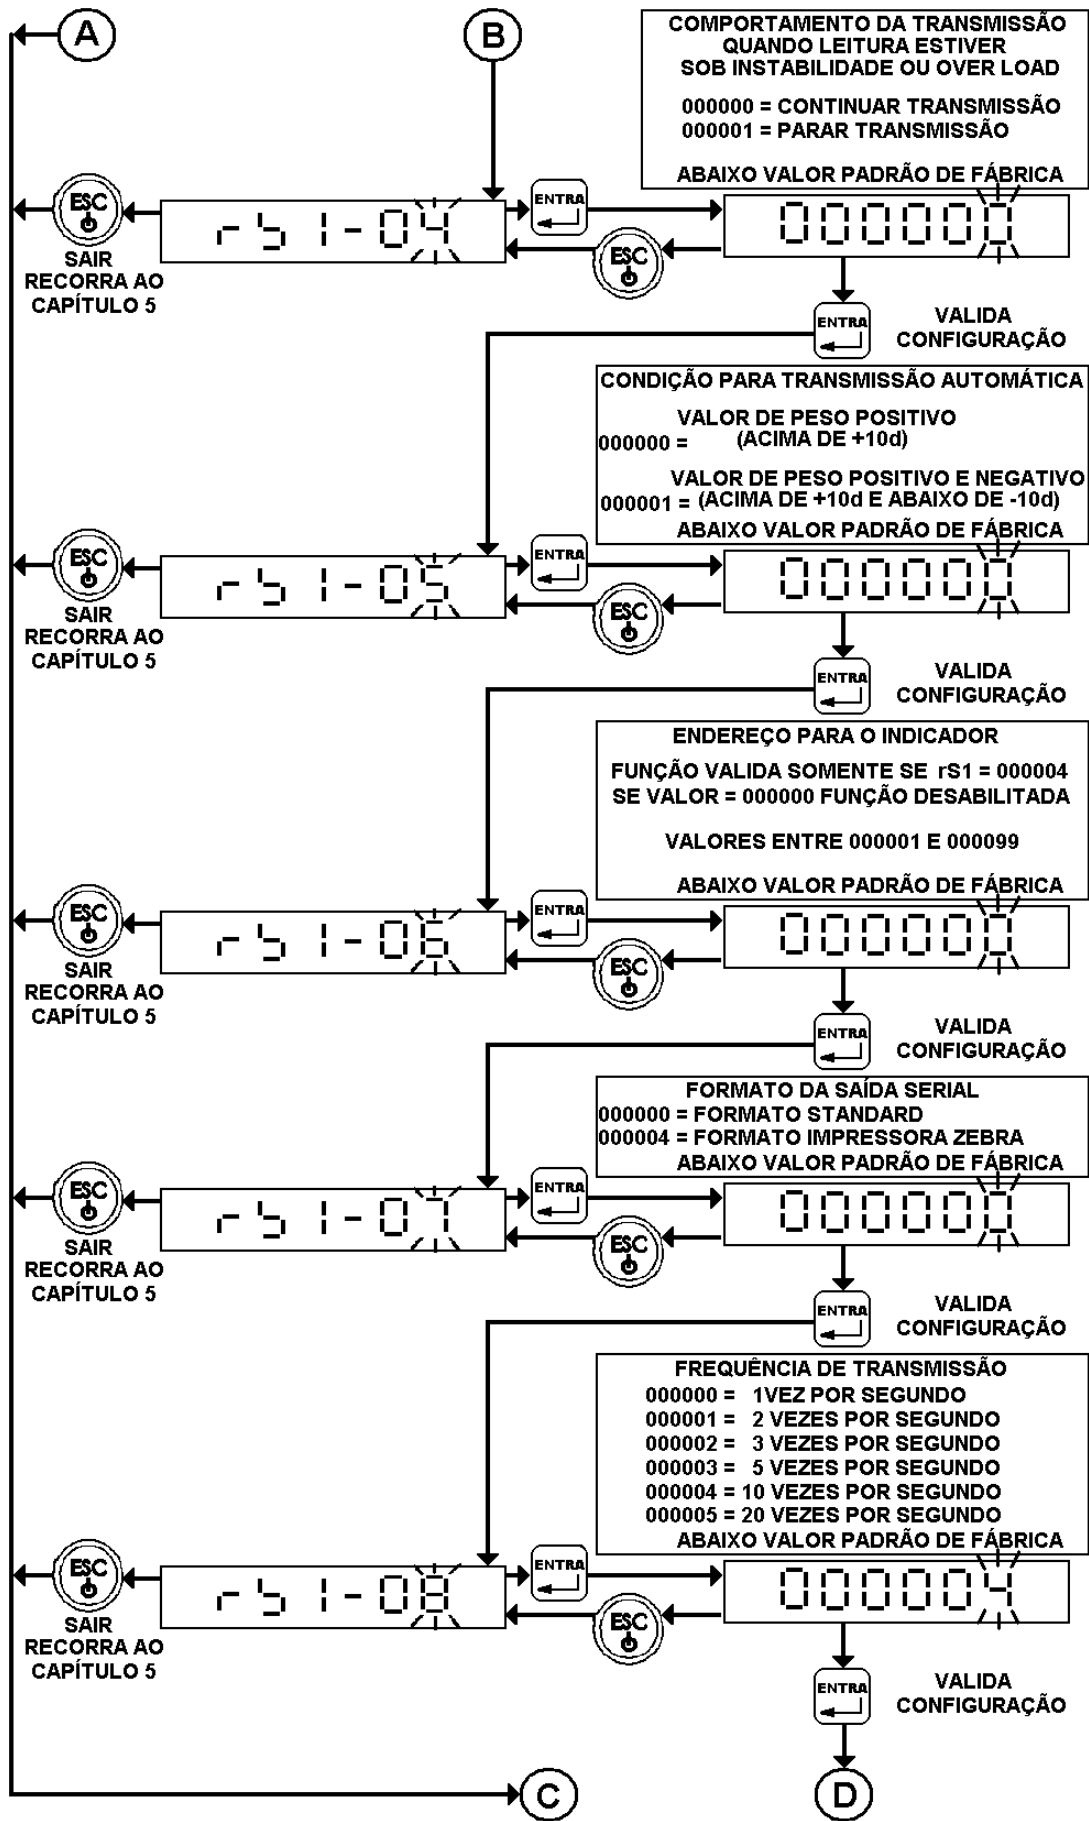 A
B
COMPORTAMENTO DA TRANSMISSÃO
QUANDO LEITURA ESTIVER
SOB INSTABILIDADE OU OVER LOAD
000000 = CONTINUAR TRANSMISSÃO
000001 = PARAR TRANSMISSÃO
ABAIXO VALOR PADRÃO DE FÁBRICA
ESC
rS1-04
ENTRA
000000
SAIR
RECORRA AO
CAPÍTULO 5
ESC
ENTRA
VALIDA
CONFIGURAÇÃO
CONDIÇÃO PARA TRANSMISSÃO AUTOMÁTICA
VALOR DE PESO POSITIVO
000000 = (ACIMA DE +10d)
VALOR DE PESO POSITIVO E NEGATIVO
000001 = (ACIMA DE +10d E ABAIXO DE -10d)
ABAIXO VALOR PADRÃO DE FÁBRICA
ESC
rS1-05
ENTRA
000000
SAIR
RECORRA AO
CAPÍTULO 5
ESC
ENTRA
VALIDA
CONFIGURAÇÃO
ENDEREÇO PARA O INDICADOR
FUNÇÃO VALIDA SOMENTE SE rS1 = 000004
SE VALOR = 000000 FUNÇÃO DESABILITADA
VALORES ENTRE 000001 E 000099
ABAIXO VALOR PADRÃO DE FÁBRICA
ESC
rS1-06
ENTRA
000000
SAIR
RECORRA AO
CAPÍTULO 5
ESC
ENTRA
VALIDA
CONFIGURAÇÃO
FORMATO DA SAÍDA SERIAL
000000 = FORMATO STANDARD
000004 = FORMATO IMPRESSORA ZEBRA
ABAIXO VALOR PADRÃO DE FÁBRICA
ESC
rS1-07
ENTRA
000000
SAIR
RECORRA AO
CAPÍTULO 5
ESC
ENTRA
VALIDA
CONFIGURAÇÃO
FREQUÊNCIA DE TRANSMISSÃO
000000 = 1VEZ POR SEGUNDO
000001 = 2 VEZES POR SEGUNDO
000002 = 3 VEZES POR SEGUNDO
000003 = 5 VEZES POR SEGUNDO
000004 = 10 VEZES POR SEGUNDO
000005 = 20 VEZES POR SEGUNDO
ABAIXO VALOR PADRÃO DE FÁBRICA
ESC
rS1-08
ENTRA
000004
SAIR
RECORRA AO
CAPÍTULO 5
ESC
ENTRA
VALIDA
CONFIGURAÇÃO
C
D